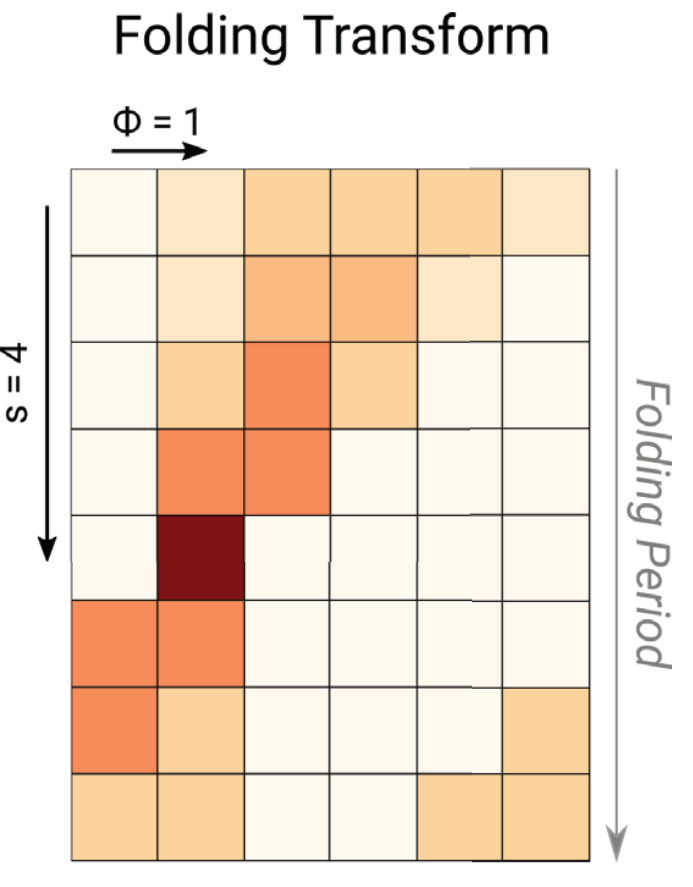 Folding Transform
Φ = 1
s = 4
Folding Period